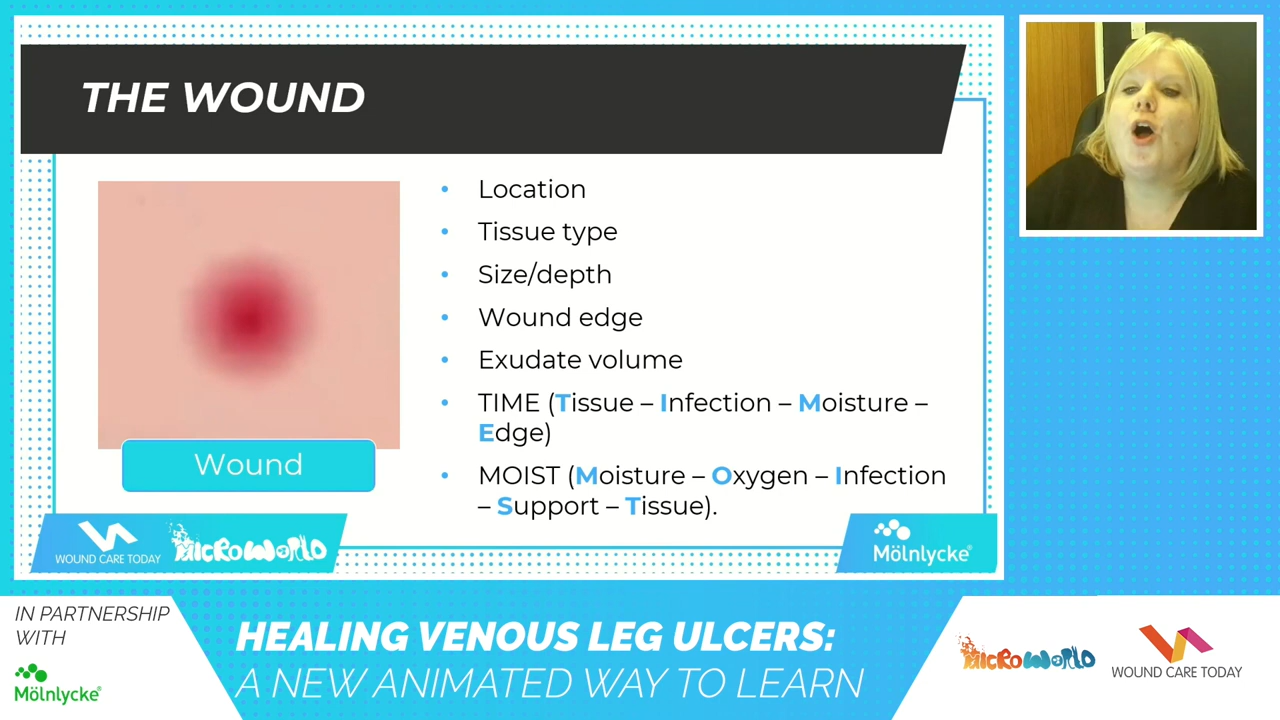 THE WOUND
• Location
• Tissue type
• Size/depth
• Wound edge
• Exudate volume
• TIME (Tissue – Infection – Moisture –
Edge)
• MOIST (Moisture – Oxygen – Infection
– Support – Tissue).
Wound
WOUND CARE TODAY
MICROWORLD
Mölnlycke®
IN PARTNERSHIP
WITH
Mölnlycke®
HEALING VENOUS LEG ULCERS:
A NEW ANIMATED WAY TO LEARN
MICROWORLD
WOUND CARE TODAY